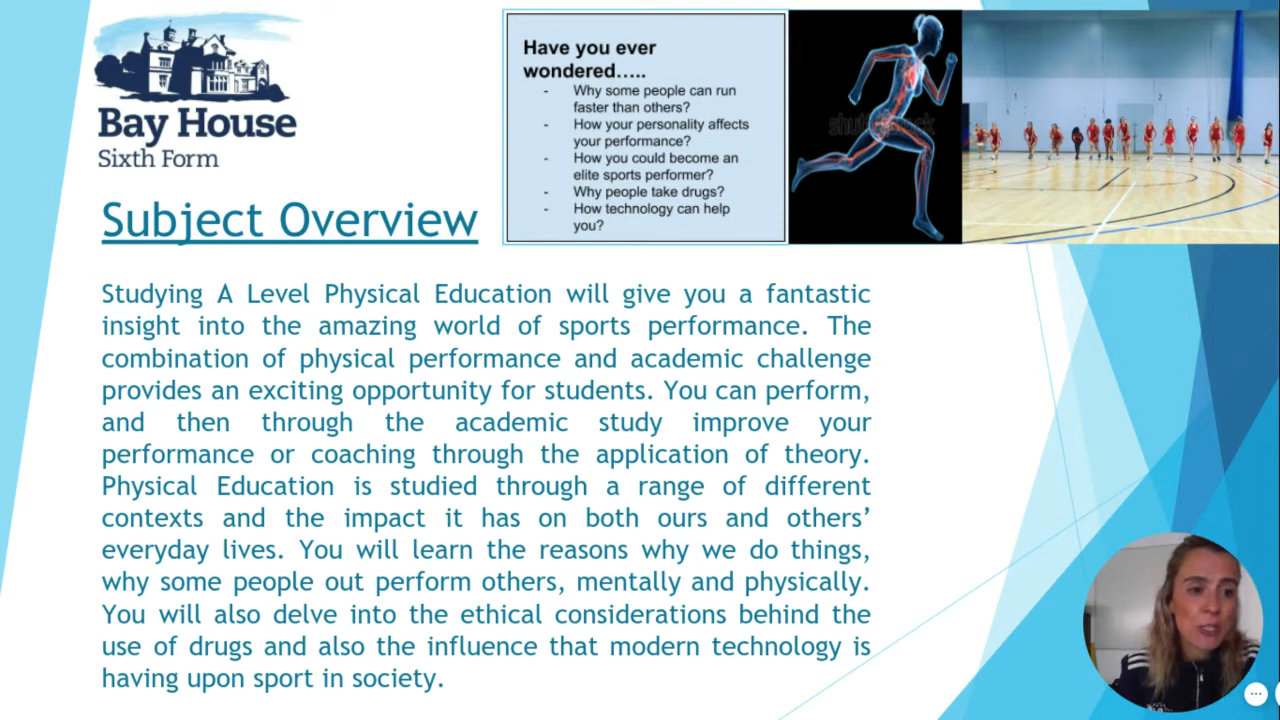 Bay House
Sixth Form
Have you ever
wondered.....
- Why some people can run
faster than others?
- How your personality affects
your performance?
- How you could become an
elite sports performer?
- Why people take drugs?
- How technology can help
you?
Subject Overview
Studying A Level Physical Education will give you a fantastic
insight into the amazing world of sports performance. The
combination of physical performance and academic challenge
provides an exciting opportunity for students. You can perform,
and then through the academic study improve your
performance or coaching through the application of theory.
Physical Education is studied through a range of different
contexts and the impact it has on both ours and others’
everyday lives. You will learn the reasons why we do things,
why some people out perform others, mentally and physically.
You will also delve into the ethical considerations behind the
use of drugs and also the influence that modern technology is
having upon sport in society.